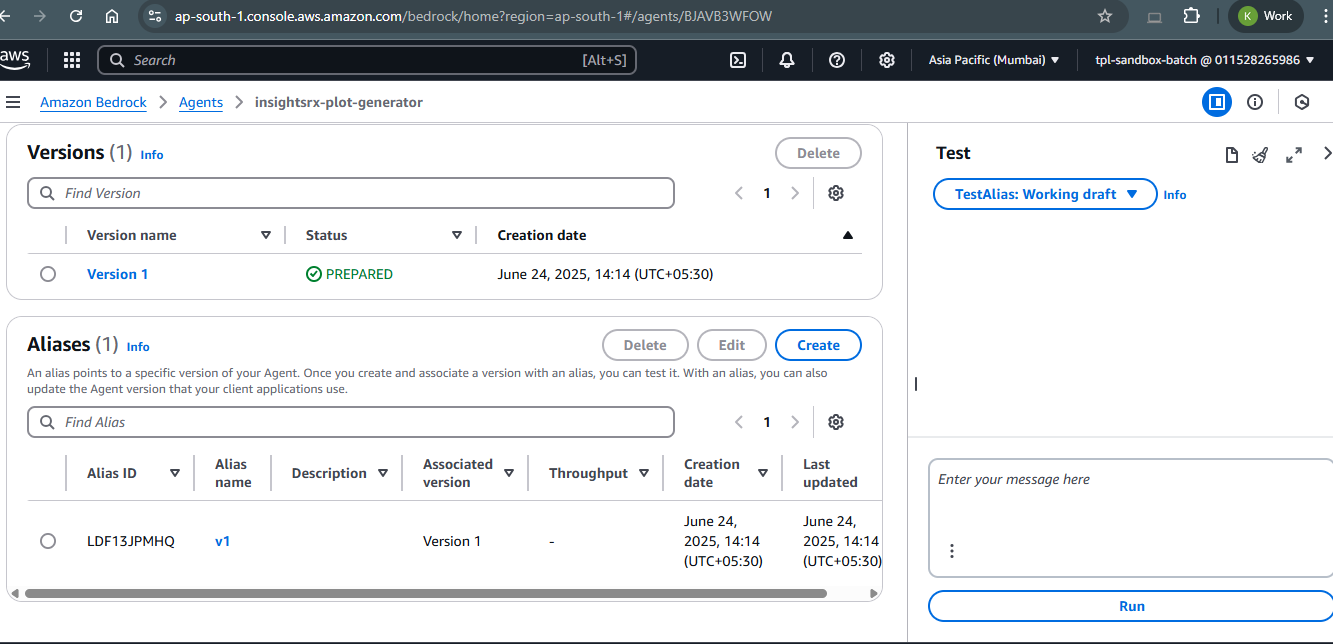 ap-south-1.console.aws.amazon.com/bedrock/home?region=ap-south-1#/agents/BJAVB3WFOW
K Work
aws
Search [Alt+S]
Asia Pacific (Mumbai)
tpl-sandbox-batch @ 011528265986
Amazon Bedrock
Agents
insightsrx-plot-generator
Versions (1) Info
Delete
Find Version
1
Version name Status Creation date
Version 1 PREPARED June 24, 2025, 14:14 (UTC+05:30)
Aliases (1) Info
Delete Edit Create
An alias points to a specific version of your Agent. Once you create and associate a version with an alias, you can test it. With an alias, you can also
update the Agent version that your client applications use.
Find Alias
1
Alias ID
Alias
name
Description
Associated
version
Throughput
Creation
date
Last
updated
LDF13JPMHQ
v1
Version 1
-
June 24,
2025, 14:14
(UTC+05:30)
June 24,
2025, 14:14
(UTC+05:30)
Test
TestAlias: Working draft Info
Enter your message here
Run